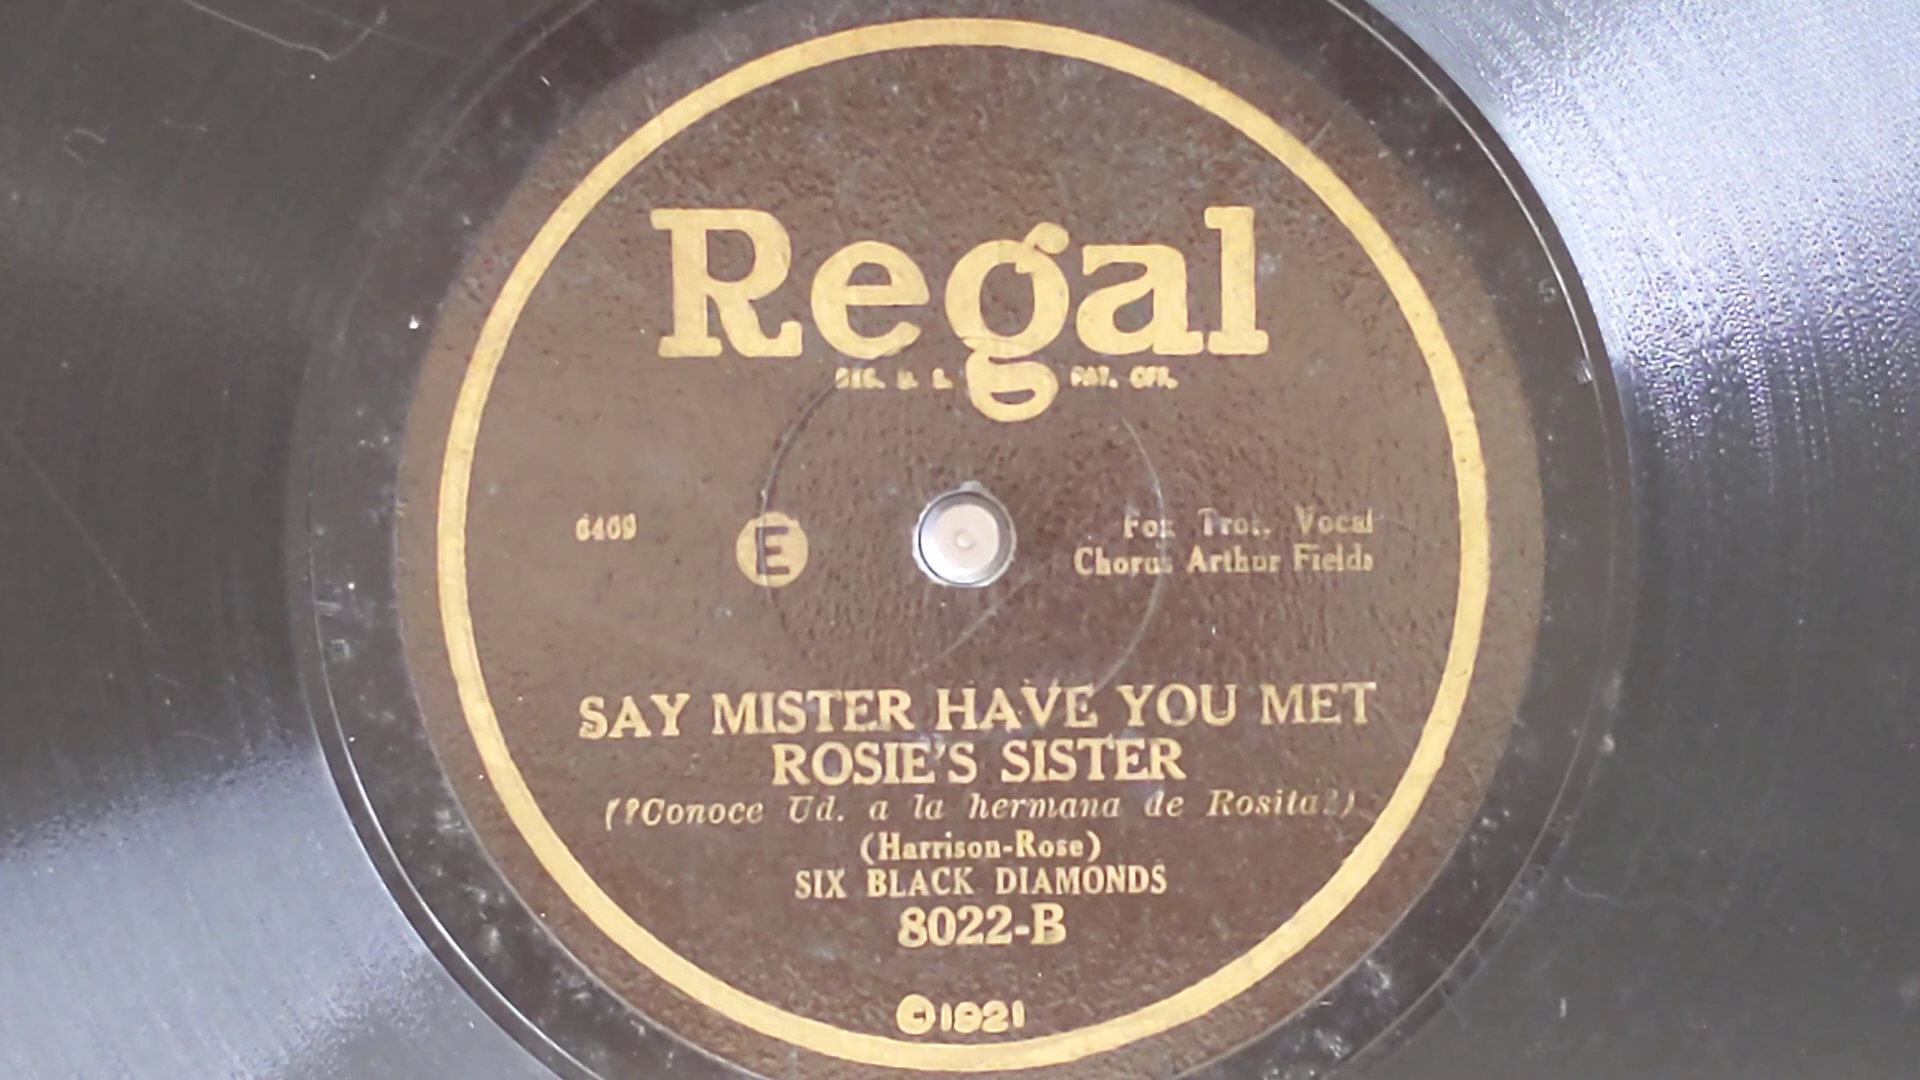 Regal
REG. U. S. PAT. OFF.
6469 E Fox Trot, Vocal
Chorus Arthur Fields
SAY MISTER HAVE YOU MET
ROSIE'S SISTER
(?Conoce Ud. a la hermana de Rosita?)
(Harrison-Rose)
SIX BLACK DIAMONDS
8022-B
©1921